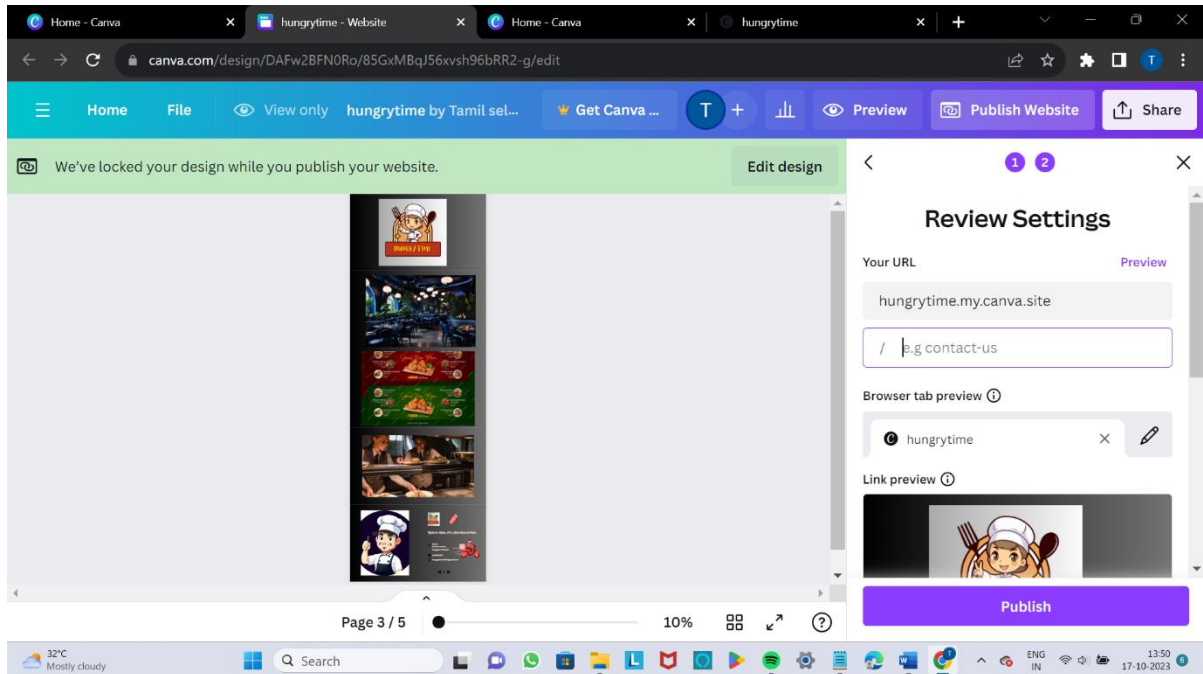 Home - Canva
hungrytime - Website
Home - Canva
hungrytime
canva.com/design/DAFw2BFN0Ro/85GxMBqJ56xvsh96bRR2-g/edit
T
Home File View only hungrytime by Tamil sel... Get Canva ... T + Preview Publish Website Share
We've locked your design while you publish your website. Edit design
1 2
Review Settings
Your URL Preview
hungrytime.my.canva.site
/ e.g contact-us
Browser tab preview
hungrytime
Link preview
Publish
Page 3 / 5 10%
32°C
Mostly cloudy
Search
ENG
IN
13:50
17-10-2023
6